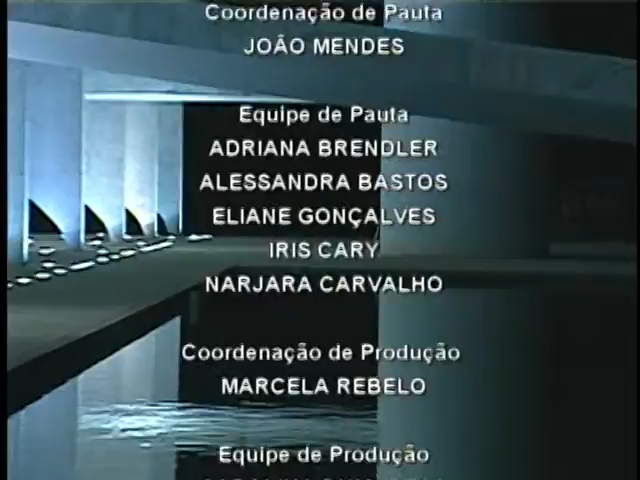 Coordenação de Pauta
JOÃO MENDES
Equipe de Pauta
ADRIANA BRENDLER
ALESSANDRA BASTOS
ELIANE GONÇALVES
IRIS CARY
NARJARA CARVALHO
Coordenação de Produção
MARCELA REBELO
Equipe de Produção